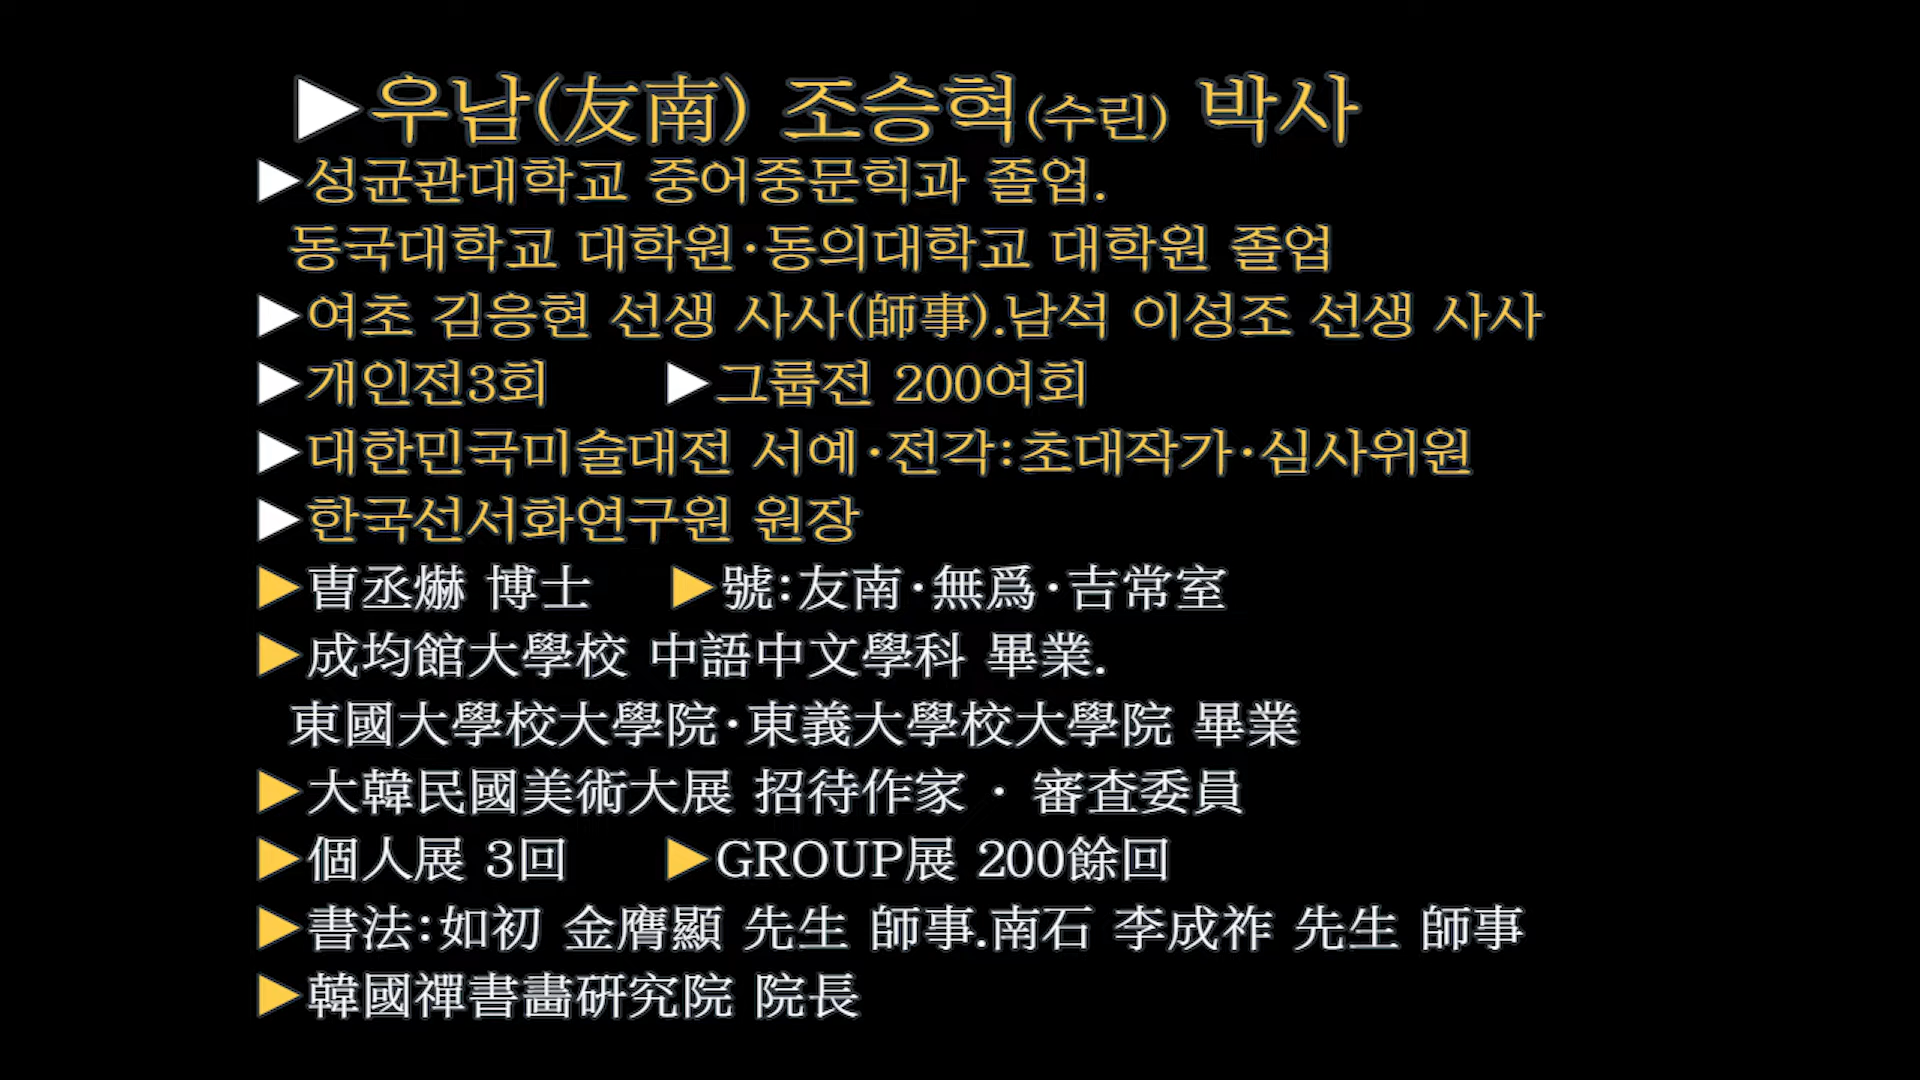 ▶우남(友南) 조승혁(수린) 박사
▶성균관대학교 중어중문힉과 졸업.
동국대학교 대학원·동의대학교 대학원 졸업
▶여초 김응현 선생 사사(師事).남석 이성조 선생 사사
▶개인전3회 ▶그룹전 200여회
▶대한민국미술대전 서예·전각:초대작가·심사위원
▶한국선서화연구원 원장
▶曺丞爀 博士 ▶號:友南·無爲·吉常室
▶成均館大學校 中語中文學科 畢業.
東國大學校大學院·東義大學校大學院 畢業
▶大韓民國美術大展 招待作家 · 審査委員
▶個人展 3回 ▶GROUP展 200餘回
▶書法:如初 金膺顯 先生 師事.南石 李成祚 先生 師事
▶韓國禪書畵硏究院 院長